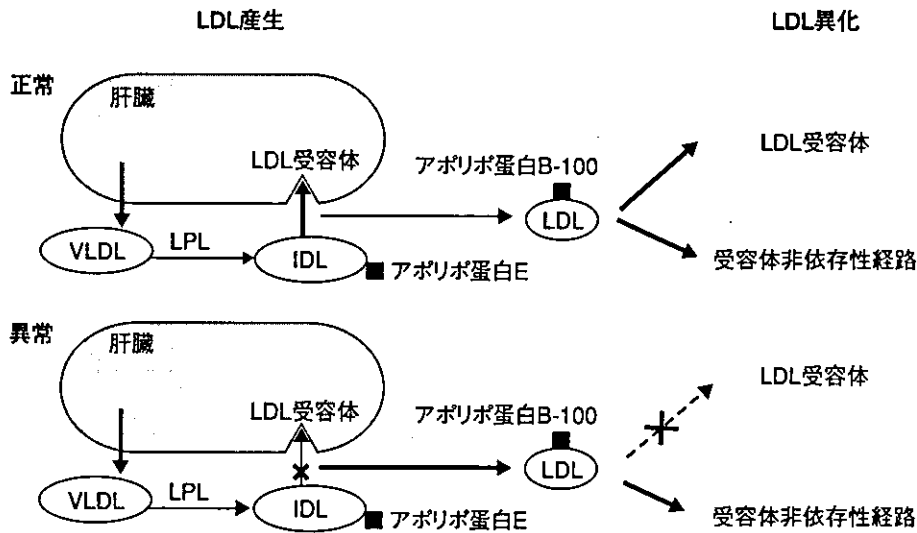 LDL産生
LDL異化
正常
肝臓
LDL受容体
アポリポ蛋白B-100
LDL受容体
VLDL
LPL
IDL
アポリポ蛋白E
LDL
受容体非依存性経路
異常
肝臓
LDL受容体
アポリポ蛋白B-100
LDL受容体
VLDL
LPL
IDL
アポリポ蛋白E
LDL
受容体非依存性経路